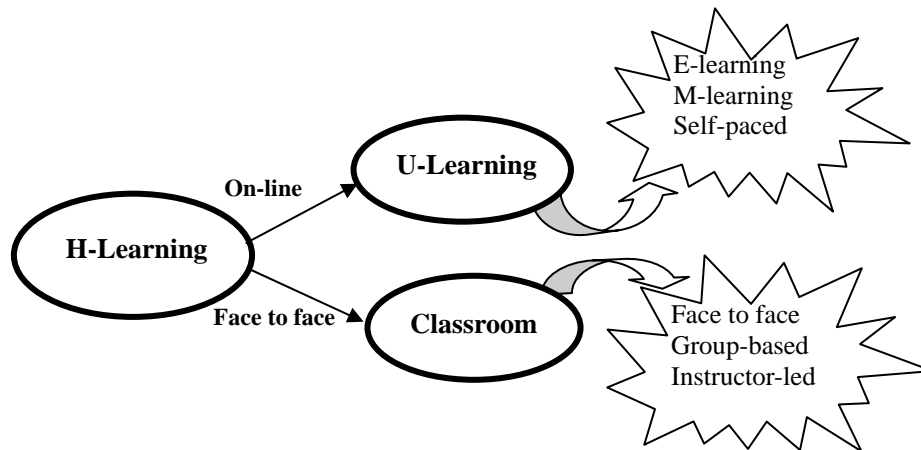 H-Learning
On-line
Face to face
U-Learning
Classroom
E-learning
M-learning
Self-paced
Face to face
Group-based
Instructor-led